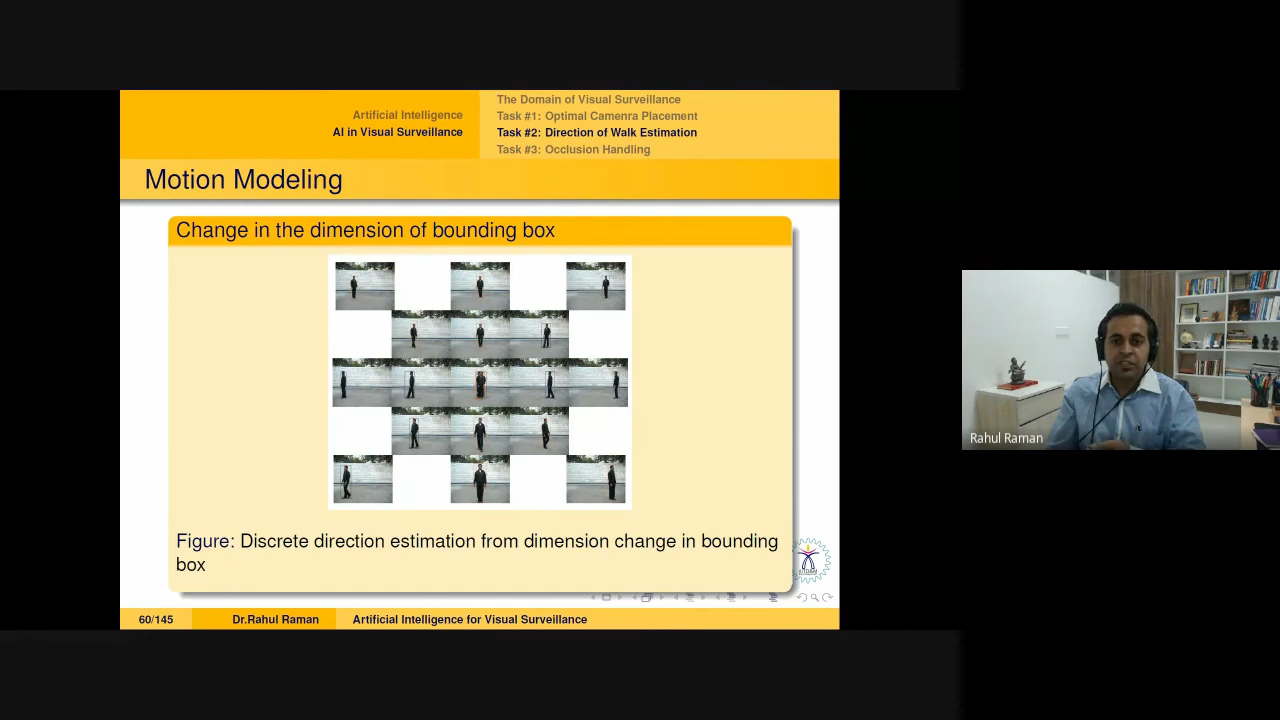 Artificial Intelligence
AI in Visual Surveillance
The Domain of Visual Surveillance
Task #1: Optimal Camenra Placement
Task #2: Direction of Walk Estimation
Task #3: Occlusion Handling
Motion Modeling
Change in the dimension of bounding box
Figure: Discrete direction estimation from dimension change in bounding
box
60/145
Dr.Rahul Raman
Artificial Intelligence for Visual Surveillance
Rahul Raman